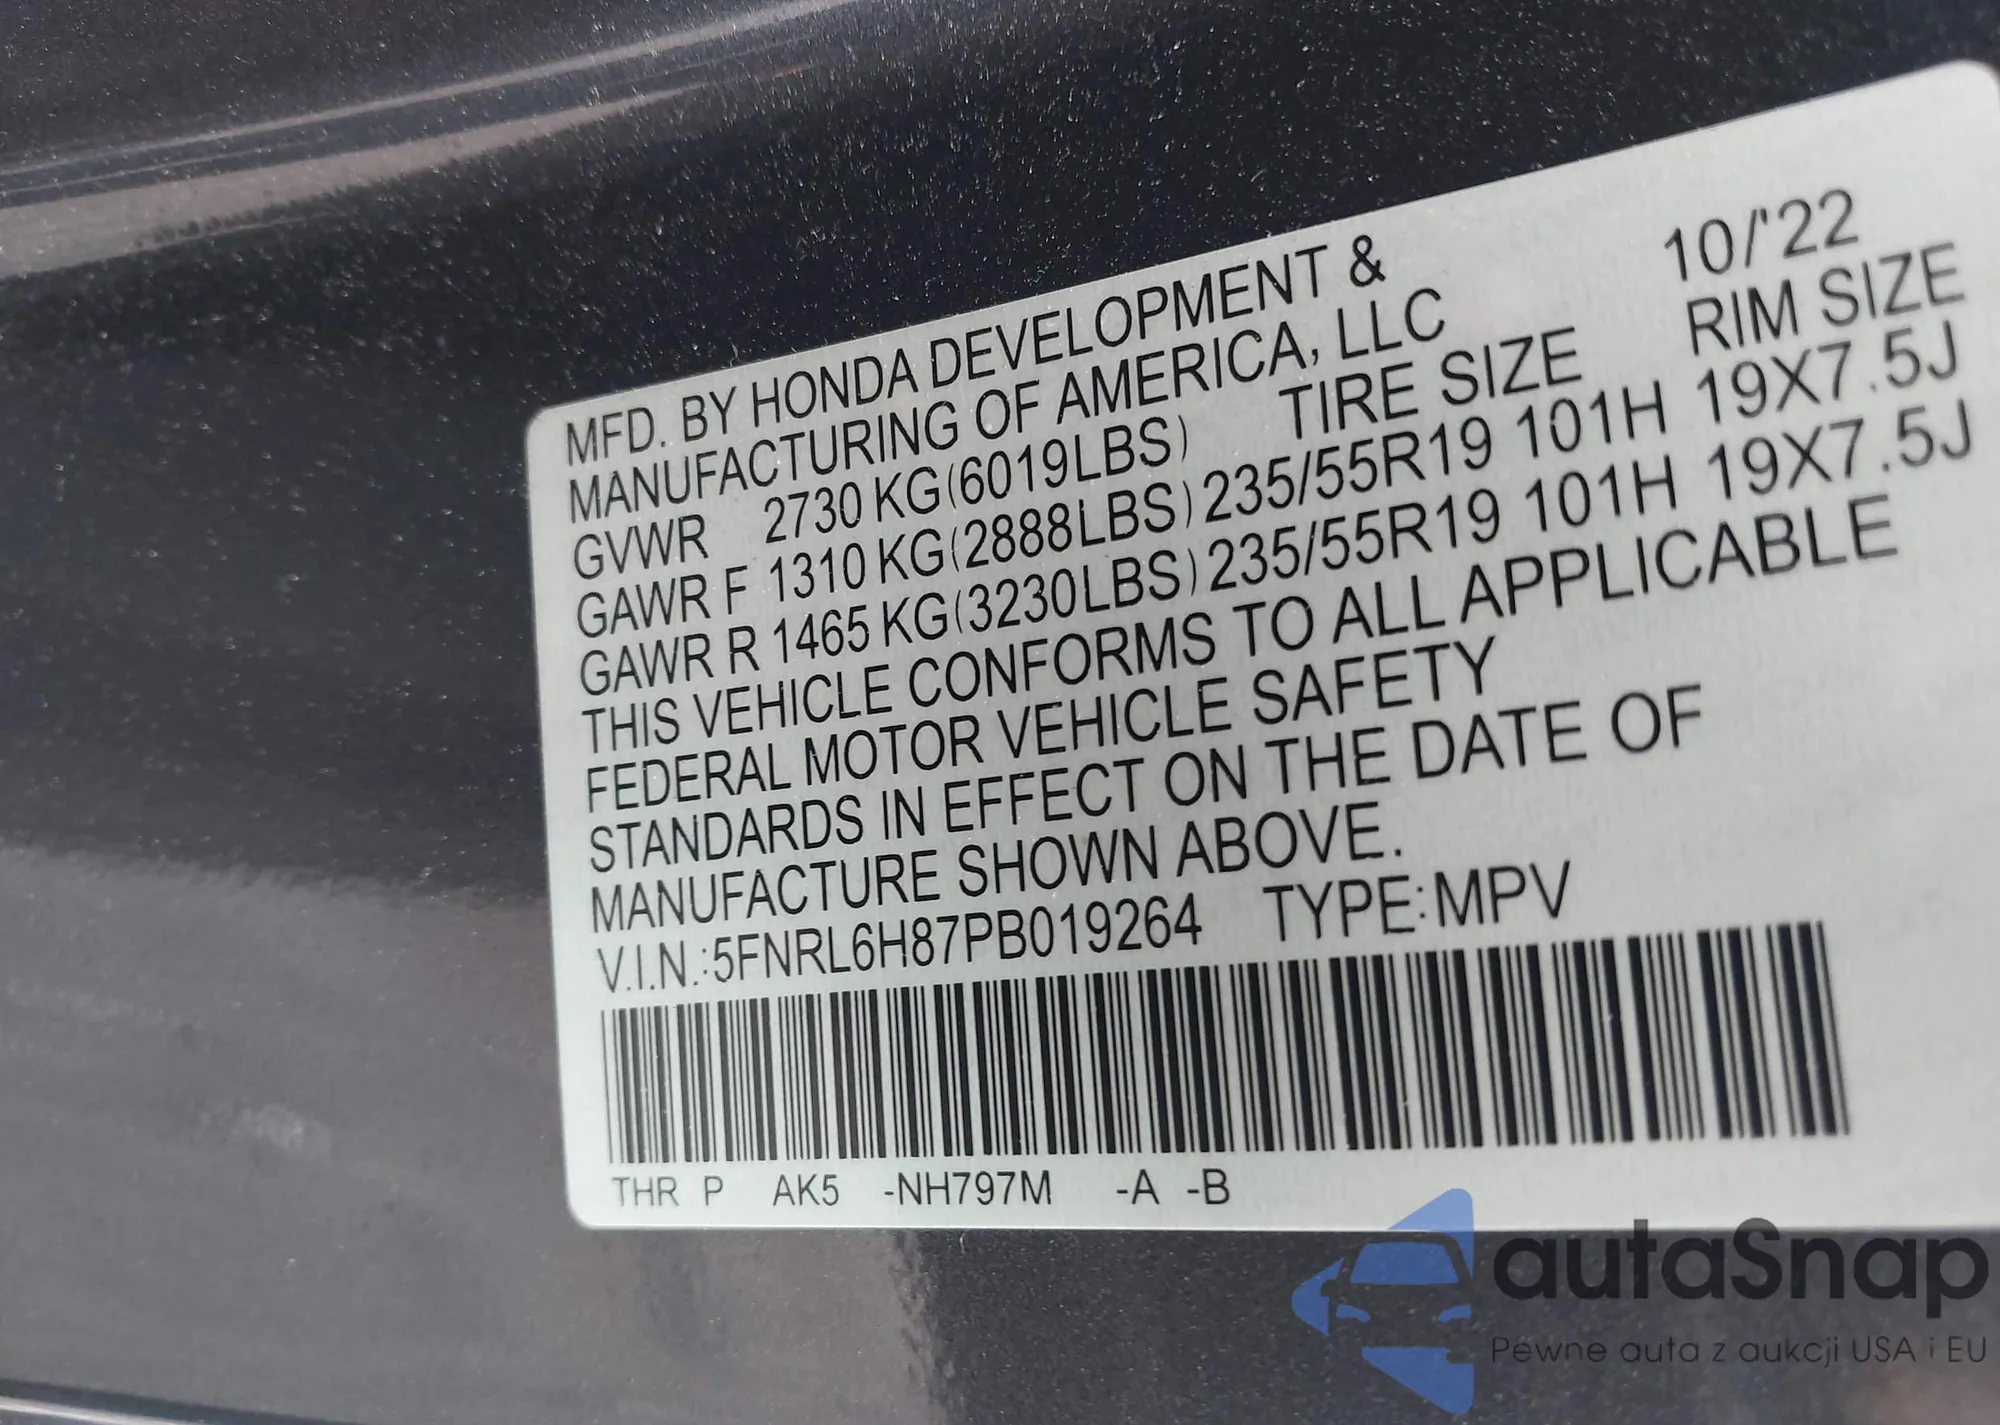 MFD. BY HONDA DEVELOPMENT & 10/'22
MANUFACTURING OF AMERICA, LLC RIM SIZE
GVWR 2730 KG(6019LBS) TIRE SIZE
GAWR F 1310 KG(2888LBS) 235/55R19 101H 19X7.5J
GAWR R 1465 KG(3230LBS) 235/55R19 101H 19X7.5J
THIS VEHICLE CONFORMS TO ALL APPLICABLE
FEDERAL MOTOR VEHICLE SAFETY
STANDARDS IN EFFECT ON THE DATE OF
MANUFACTURE SHOWN ABOVE.
V.I.N.:5FNRL6H87PB019264 TYPE:MPV
THR P AK5 -NH797M -A -B
autaSnap
Pewne auta z aukcji USA i EU